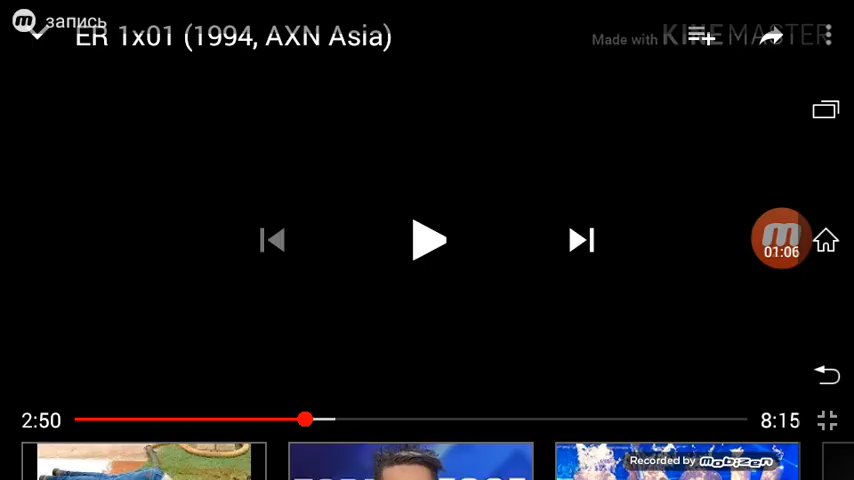 запись
ER 1x01 (1994, AXN Asia)
Made with KINEMASTER
01:06
2:50
8:15
Recorded by mobizen